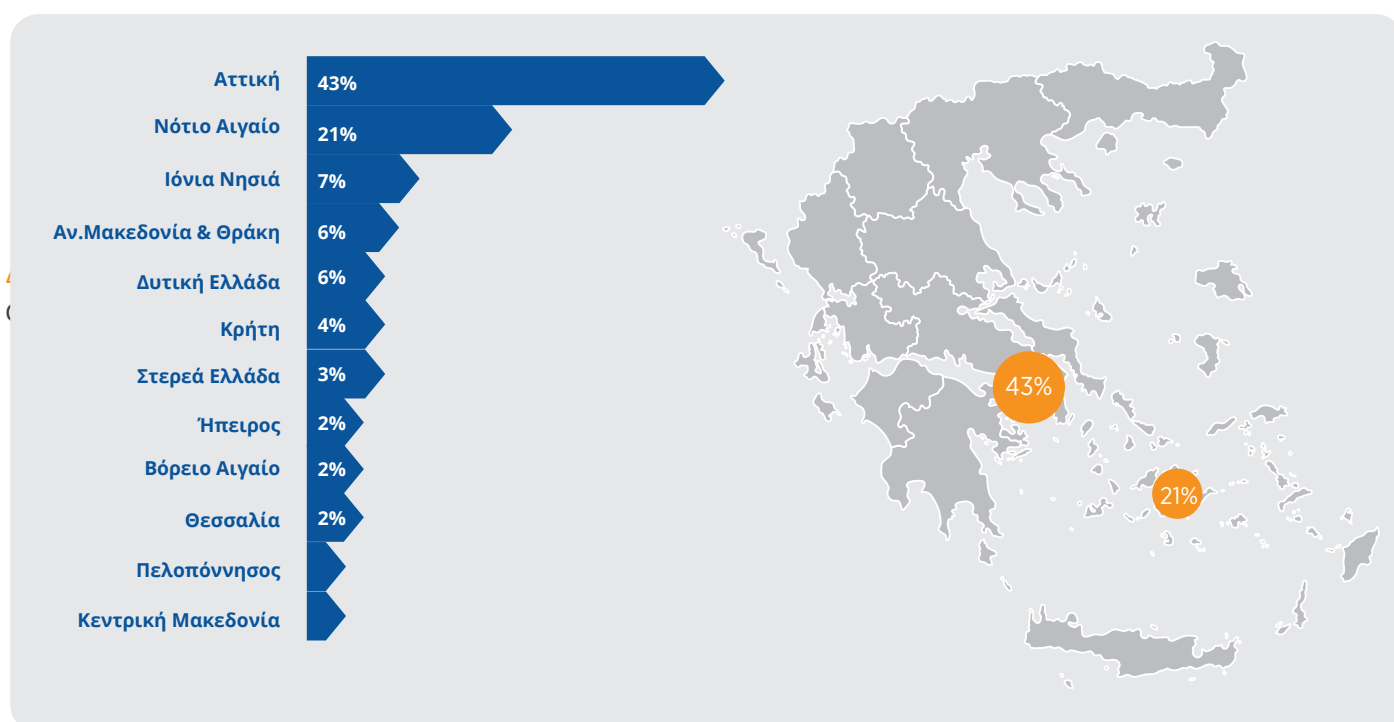 Αττική 43%
Νότιο Αιγαίο 21%
Ιόνια Νησιά 7%
Αν.Μακεδονία & Θράκη 6%
Δυτική Ελλάδα 6%
Κρήτη 4%
Στερεά Ελλάδα 3%
Ήπειρος 2%
Βόρειο Αιγαίο 2%
Θεσσαλία 2%
Πελοπόννησος
Κεντρική Μακεδονία
43%
21%